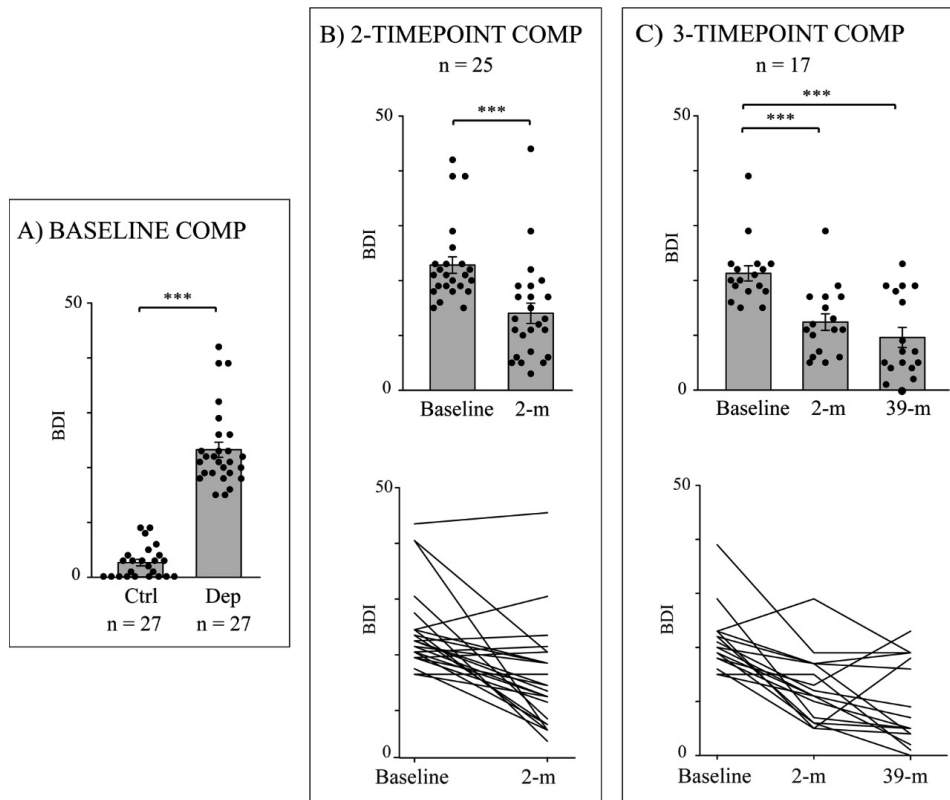 A) BASELINE COMP
50
***
BDI
0
Ctrl Dep
n = 27 n = 27
B) 2-TIMEPOINT COMP
n = 25
50
***
BDI
0
Baseline 2-m
50
BDI
0
Baseline 2-m
C) 3-TIMEPOINT COMP
n = 17
***
50
***
BDI
0
Baseline 2-m 39-m
50
BDI
0
Baseline 2-m 39-m